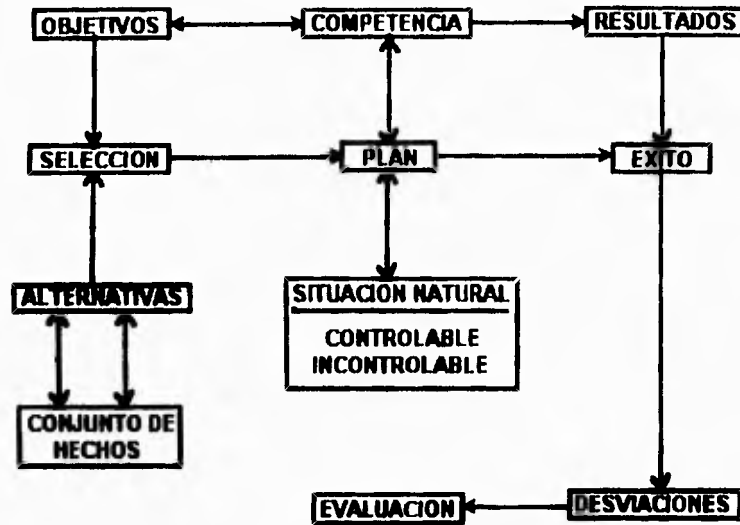 OBJETIVOS
COMPETENCIA
RESULTADOS
SELECCION
PLAN
EXITO
ALTERNATIVAS
SITUACION NATURAL
CONTROLABLE
INCONTROLABLE
CONJUNTO DE
HECHOS
EVALUACION
DESVIACIONES